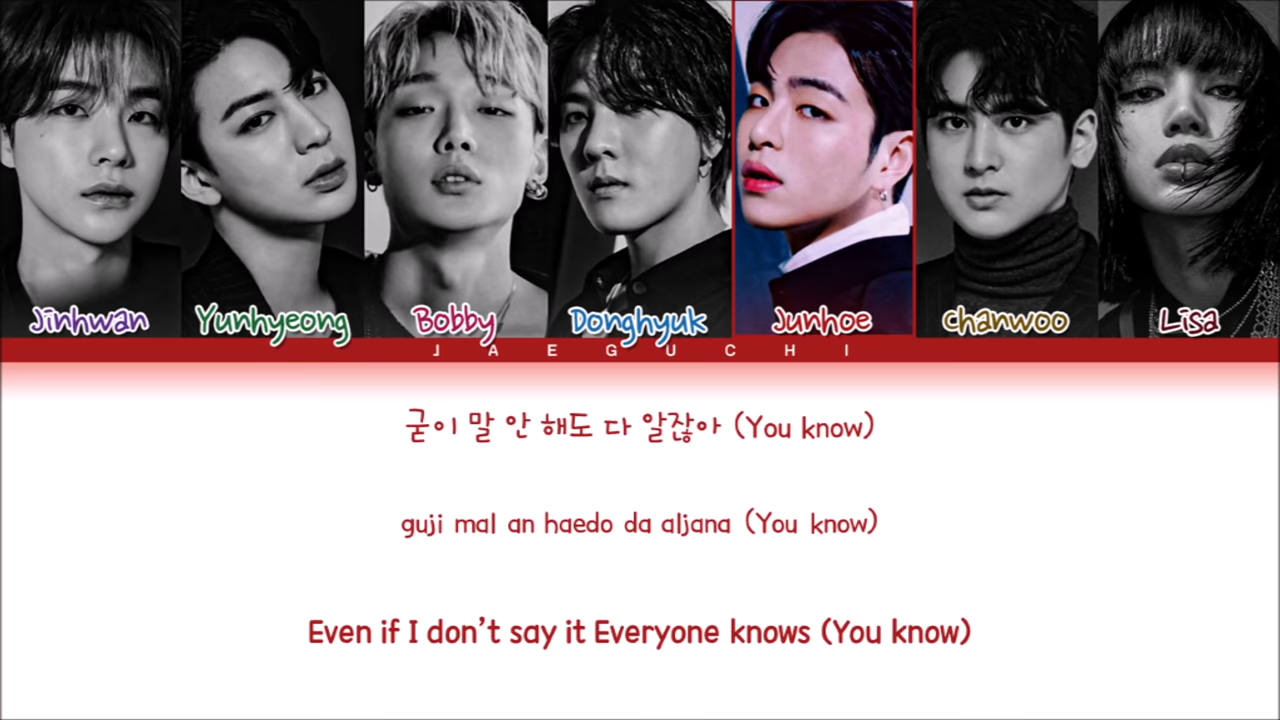 Jinhwan Yunhyeong Bobby Donghyuk Junhoe chanwoo Lisa
JAEGUCHI
굳이 말 안 해도 다 알잖아 (You know)
guji mal an haedo da aljana (You know)
Even if I don’t say it Everyone knows (You know)